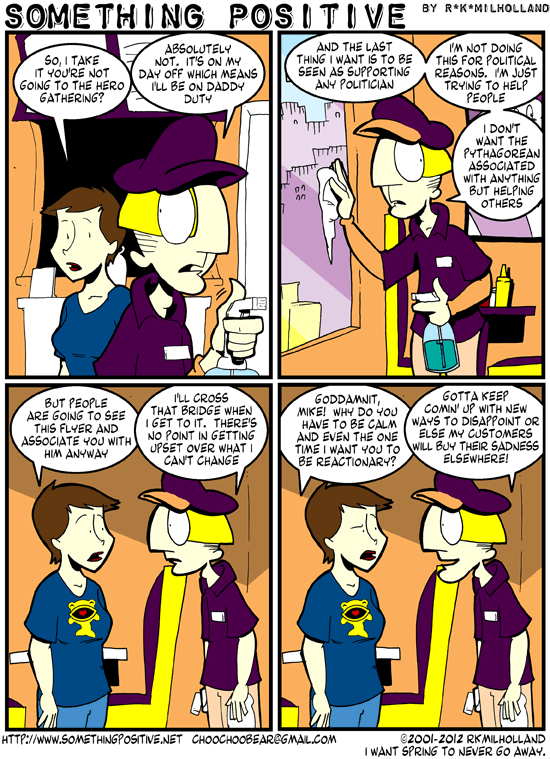 SOMETHING POSITIVE BY R*K*MILHOLLAND
SO, I TAKE
IT YOU'RE NOT
GOING TO THE HERO
GATHERING?
ABSOLUTELY
NOT. IT'S ON MY
DAY OFF WHICH MEANS
I'LL BE ON DADDY
DUTY
AND THE LAST
THING I WANT IS TO BE
SEEN AS SUPPORTING
ANY POLITICIAN
I'M NOT DOING
THIS FOR POLITICAL
REASONS. I'M JUST
TRYING TO HELP
PEOPLE
I DON'T
WANT THE
PYTHAGOREAN
ASSOCIATED
WITH ANYTHING
BUT HELPING
OTHERS
BUT PEOPLE
ARE GOING TO SEE
THIS FLYER AND
ASSOCIATE YOU WITH
HIM ANYWAY
I'LL CROSS
THAT BRIDGE WHEN
I GET TO IT. THERE'S
NO POINT IN GETTING
UPSET OVER WHAT I
CAN'T CHANGE
GODDAMNIT,
MIKE! WHY DO YOU
HAVE TO BE CALM
AND EVEN THE ONE
TIME I WANT YOU TO
BE REACTIONARY?
GOTTA KEEP
COMIN' UP WITH NEW
WAYS TO DISAPPOINT OR
ELSE MY CUSTOMERS
WILL BUY THEIR SADNESS
ELSEWHERE!
HTTP://WWW.SOMETHINGPOSITIVE.NET CHOOCHOOBEAR@GMAIL.COM
©2001-2012 RKMILHOLLAND
I WANT SPRING TO NEVER GO AWAY.